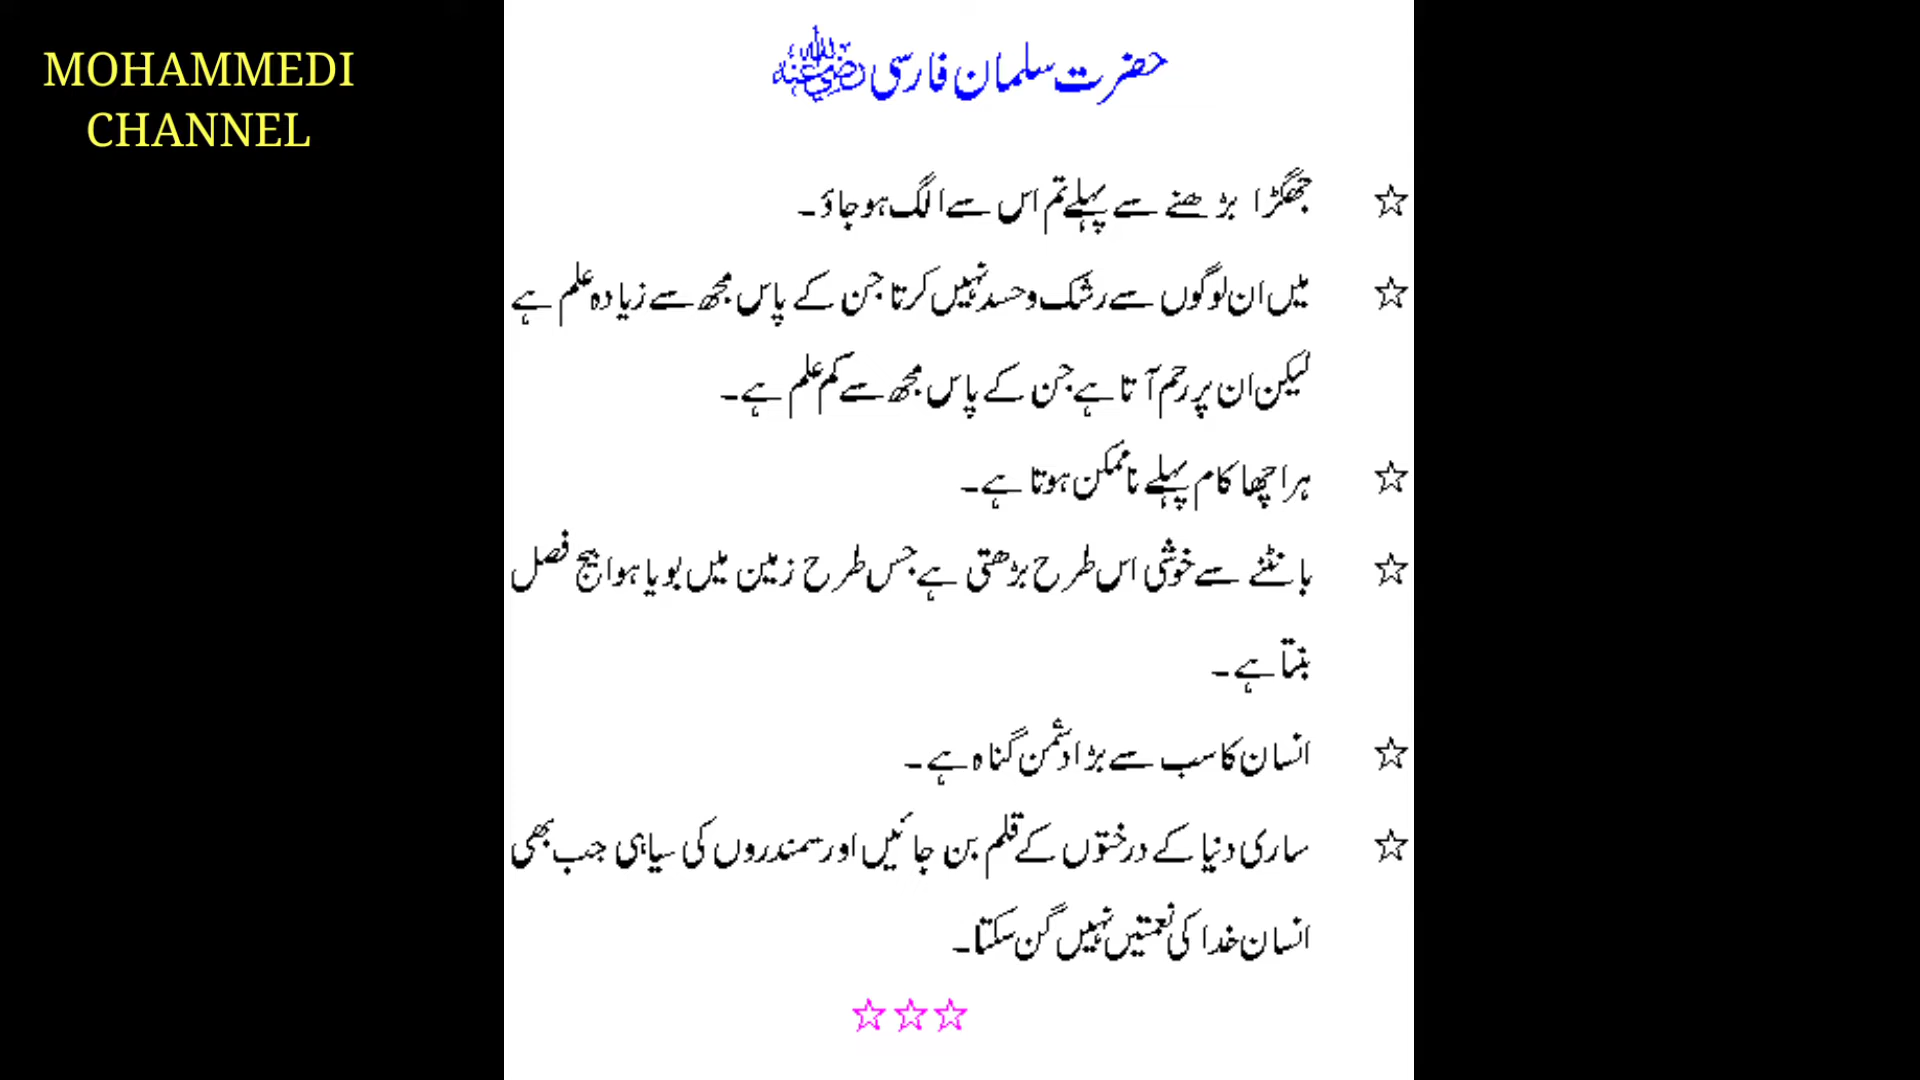 MOHAMMEDI
CHANNEL
حضرت سلمان فارسی رضی اللہ عنہ
☆ جھگڑا بڑھنے سے پہلے تم اس سے الگ ہو جاؤ۔
☆ میں ان لوگوں سے رشک و حسد نہیں کرتا جن کے پاس مجھ سے زیادہ علم ہے
لیکن ان پر رحم آتا ہے جن کے پاس مجھ سے کم علم ہے۔
☆ ہر اچھا کام پہلے ناممکن ہوتا ہے۔
☆ بانٹنے سے خوشی اس طرح بڑھتی ہے جس طرح زمین میں بویا ہوا بیج فصل
بنتا ہے۔
☆ انسان کا سب سے بڑا دشمن گناہ ہے۔
☆ ساری دنیا کے درختوں کے قلم بن جائیں اور سمندروں کی سیاہی جب بھی
انسان خدا کی نعمتیں نہیں گن سکتا۔
☆☆☆